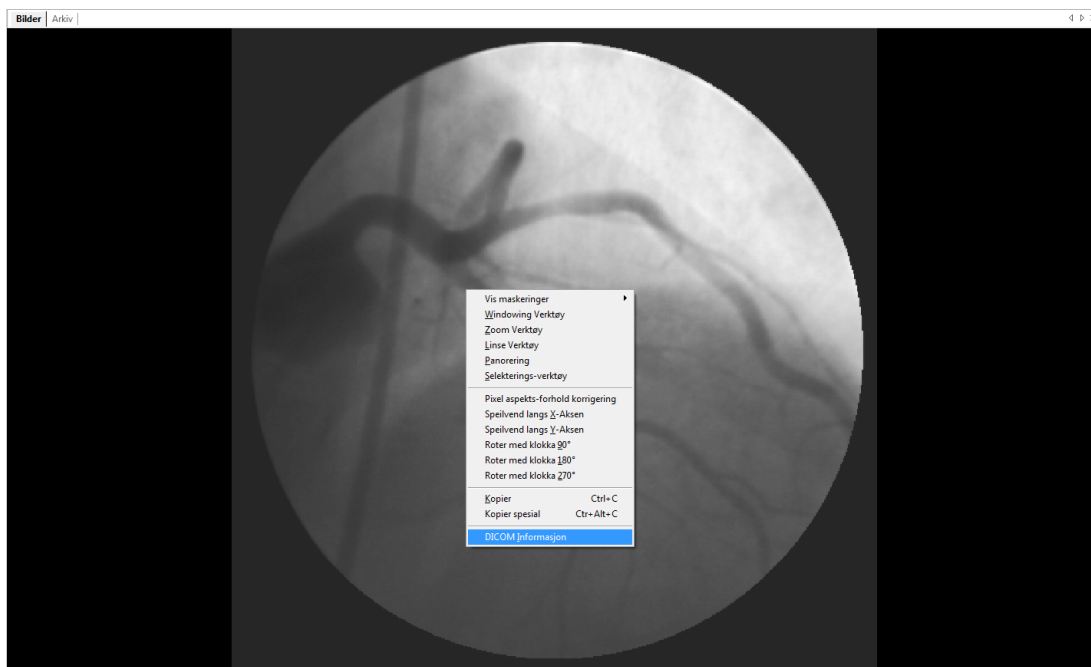 Bilder Arkiv
Vis maskeringer
Windowing Verktøy
Zoom Verktøy
Linse Verktøy
Panorering
Selekterings-verktøy
Pixel aspekts-forhold korrigering
Speilvend langs X-Aksen
Speilvend langs Y-Aksen
Roter med klokka 90°
Roter med klokka 180°
Roter med klokka 270°
Kopier Ctrl+C
Kopier spesial Ctr+Alt+C
DICOM Informasjon